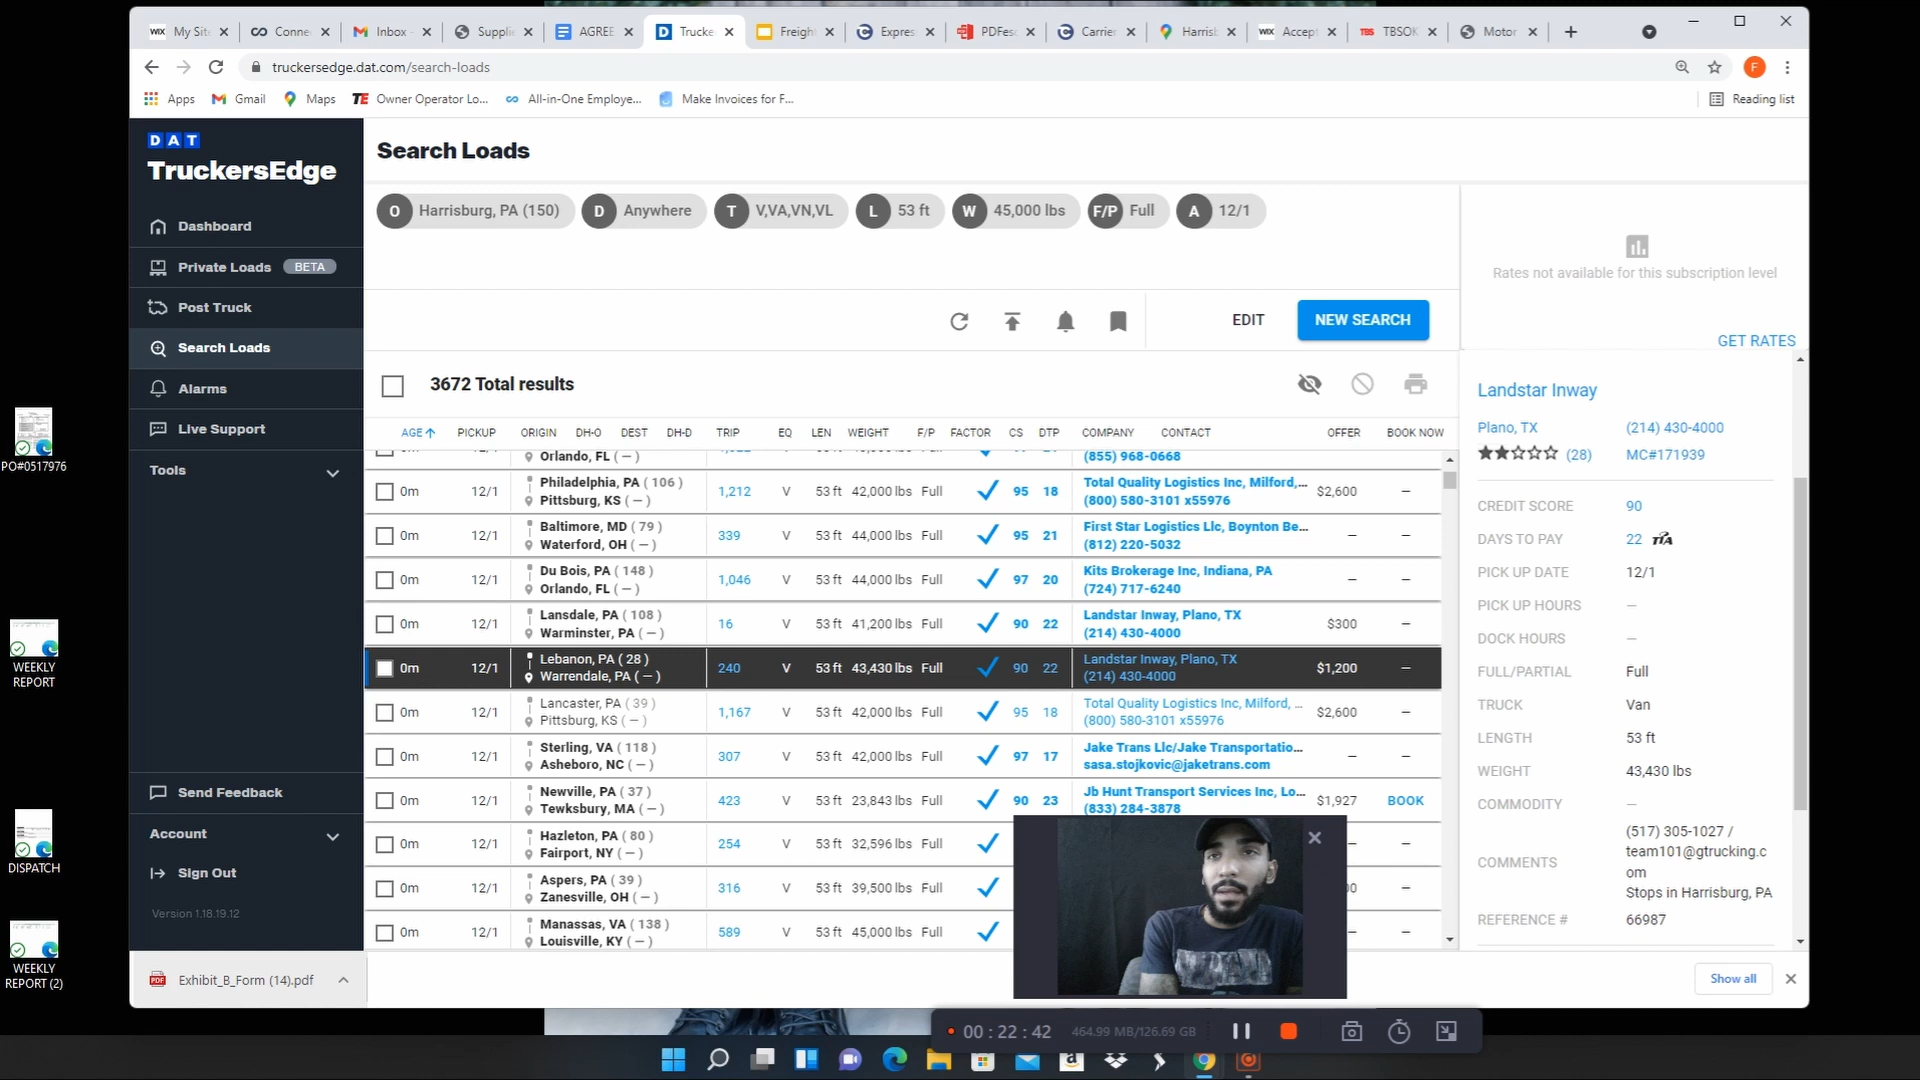 My Sit
Conne
Inbox -
Supplie
AGREE
Trucke
Freigh
Expres
PDFes
Carrier
Harrisb
Accept
TBSOK
Motor
truckersedge.dat.com/search-loads
F
Apps
Gmail
Maps
Owner Operator Lo...
All-in-One Employe...
Make Invoices for F...
Reading list
DAT
TruckersEdge
Dashboard
Private Loads BETA
Post Truck
Search Loads
Alarms
Live Support
Tools
Send Feedback
Account
Sign Out
Version 1.18.19.12
Search Loads
O Harrisburg, PA (150) D Anywhere T V,VA,VN,VL L 53 ft W 45,000 lbs F/P Full A 12/1
EDIT NEW SEARCH
3672 Total results
AGE PICKUP ORIGIN DH-O DEST DH-D TRIP EQ LEN WEIGHT F/P FACTOR CS DTP COMPANY CONTACT OFFER BOOK NOW
Orlando, FL ( – ) (855) 968-0668
Philadelphia, PA ( 106 ) Total Quality Logistics Inc, Milford,...
0m 12/1 1,212 V 53 ft 42,000 lbs Full 95 18 $2,600 –
Pittsburg, KS ( – ) (800) 580-3101 x55976
Baltimore, MD ( 79 ) First Star Logistics Llc, Boynton Be...
0m 12/1 339 V 53 ft 44,000 lbs Full 95 21 – –
Waterford, OH ( – ) (812) 220-5032
Du Bois, PA ( 148 ) Kits Brokerage Inc, Indiana, PA
0m 12/1 1,046 V 53 ft 44,000 lbs Full 97 20 – –
Orlando, FL ( – ) (724) 717-6240
Lansdale, PA ( 108 ) Landstar Inway, Plano, TX
0m 12/1 16 V 53 ft 41,200 lbs Full 90 22 $300 –
Warminster, PA ( – ) (214) 430-4000
Lebanon, PA ( 28 ) Landstar Inway, Plano, TX
0m 12/1 240 V 53 ft 43,430 lbs Full 90 22 $1,200 –
Warrendale, PA ( – ) (214) 430-4000
Lancaster, PA ( 39 ) Total Quality Logistics Inc, Milford, ...
0m 12/1 1,167 V 53 ft 42,000 lbs Full 95 18 $2,600 –
Pittsburg, KS ( – ) (800) 580-3101 x55976
Sterling, VA ( 118 ) Jake Trans Llc/Jake Transportatio...
0m 12/1 307 V 53 ft 42,000 lbs Full 97 17 – –
Asheboro, NC ( – ) sasa.stojkovic@jaketrans.com
Newville, PA ( 37 ) Jb Hunt Transport Services Inc, Lo...
0m 12/1 423 V 53 ft 23,843 lbs Full 90 23 $1,927 BOOK
Tewksbury, MA ( – ) (833) 284-3878
Hazleton, PA ( 80 )
0m 12/1 254 V 53 ft 32,596 lbs Full – –
Fairport, NY ( – )
Aspers, PA ( 39 )
0m 12/1 316 V 53 ft 39,500 lbs Full –
Zanesville, OH ( – )
Manassas, VA ( 138 )
0m 12/1 589 V 53 ft 45,000 lbs Full – –
Louisville, KY ( – )
Rates not available for this subscription level
GET RATES
Landstar Inway
Plano, TX (214) 430-4000
(28) MC#171939
CREDIT SCORE 90
DAYS TO PAY 22 TIA
PICK UP DATE 12/1
PICK UP HOURS –
DOCK HOURS –
FULL/PARTIAL Full
TRUCK Van
LENGTH 53 ft
WEIGHT 43,430 lbs
COMMODITY –
COMMENTS (517) 305-1027 /
team101@gtrucking.c
om
Stops in Harrisburg, PA
REFERENCE # 66987
Exhibit_B_Form (14).pdf
Show all
00 : 22 : 42 464.99 MB/126.69 GB
PO#0517976
WEEKLY
REPORT
DISPATCH
WEEKLY
REPORT (2)